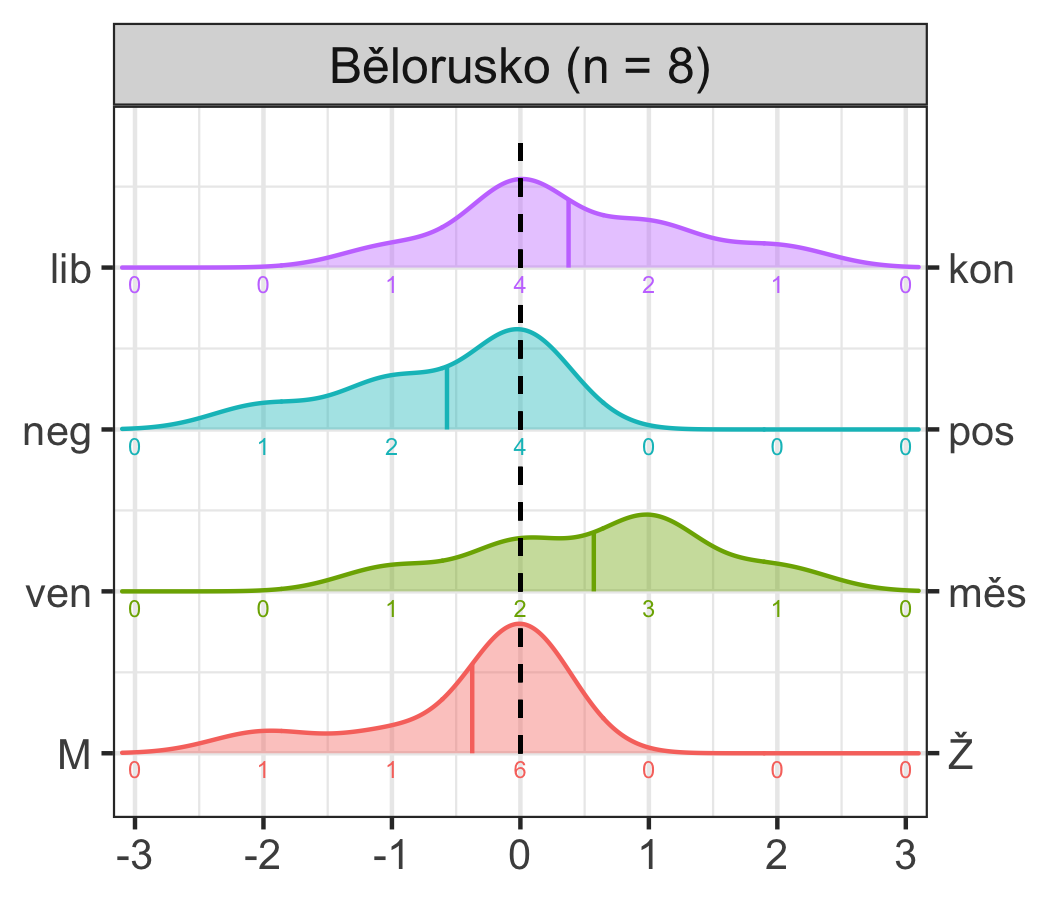 Bělorusko (n = 8)
lib kon
0 0 1 4 2 1 0
neg pos
0 1 2 4 0 0 0
ven měs
0 0 1 2 3 1 0
M Ž
0 1 1 6 0 0 0
-3 -2 -1 0 1 2 3